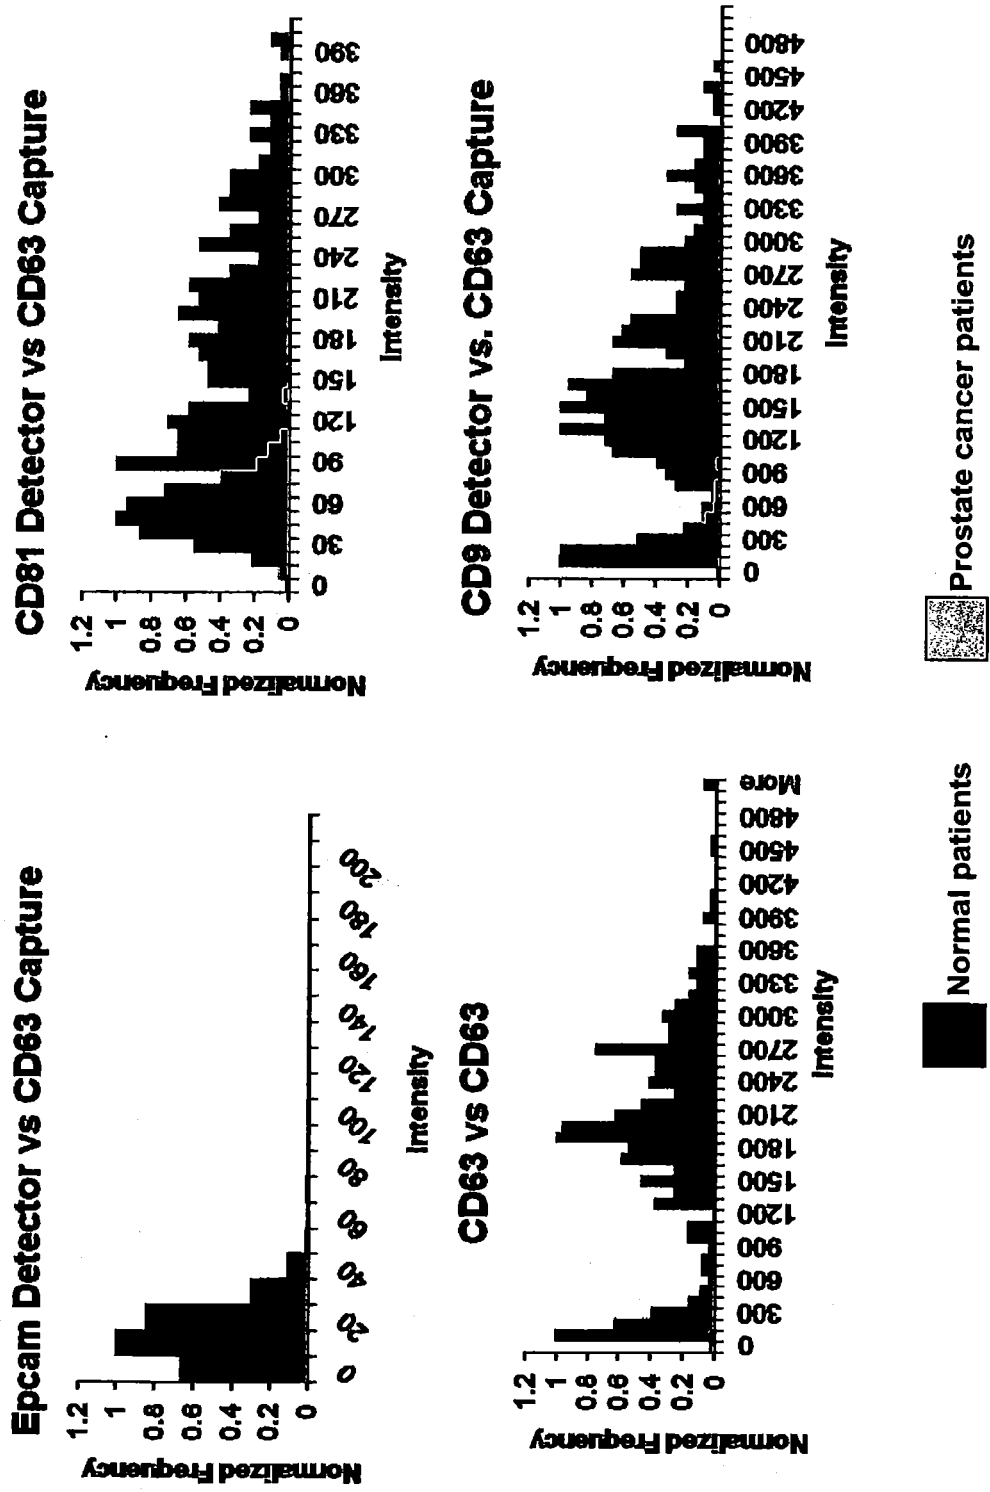 Epcam Detector vs CD63 Capture
Normalized Frequency
1.2
1
0.8
0.6
0.4
0.2
0
0 20 40 60 80 100 120 140 160 180 200
Intensity
CD81 Detector vs CD63 Capture
Normalized Frequency
1.2
1
0.8
0.6
0.4
0.2
0
0 30 60 90 120 150 180 210 240 270 300 330 360 390
Intensity
CD63 vs CD63
Normalized Frequency
1.2
1
0.8
0.6
0.4
0.2
0
0 300 600 900 1200 1500 1800 2100 2400 2700 3000 3300 3600 3900 4200 4500 4800 More
Intensity
CD9 Detector vs. CD63 Capture
Normalized Frequency
1.2
1
0.8
0.6
0.4
0.2
0
0 300 600 900 1200 1500 1800 2100 2400 2700 3000 3300 3600 3900 4200 4500 4800
Intensity
Normal patients
Prostate cancer patients